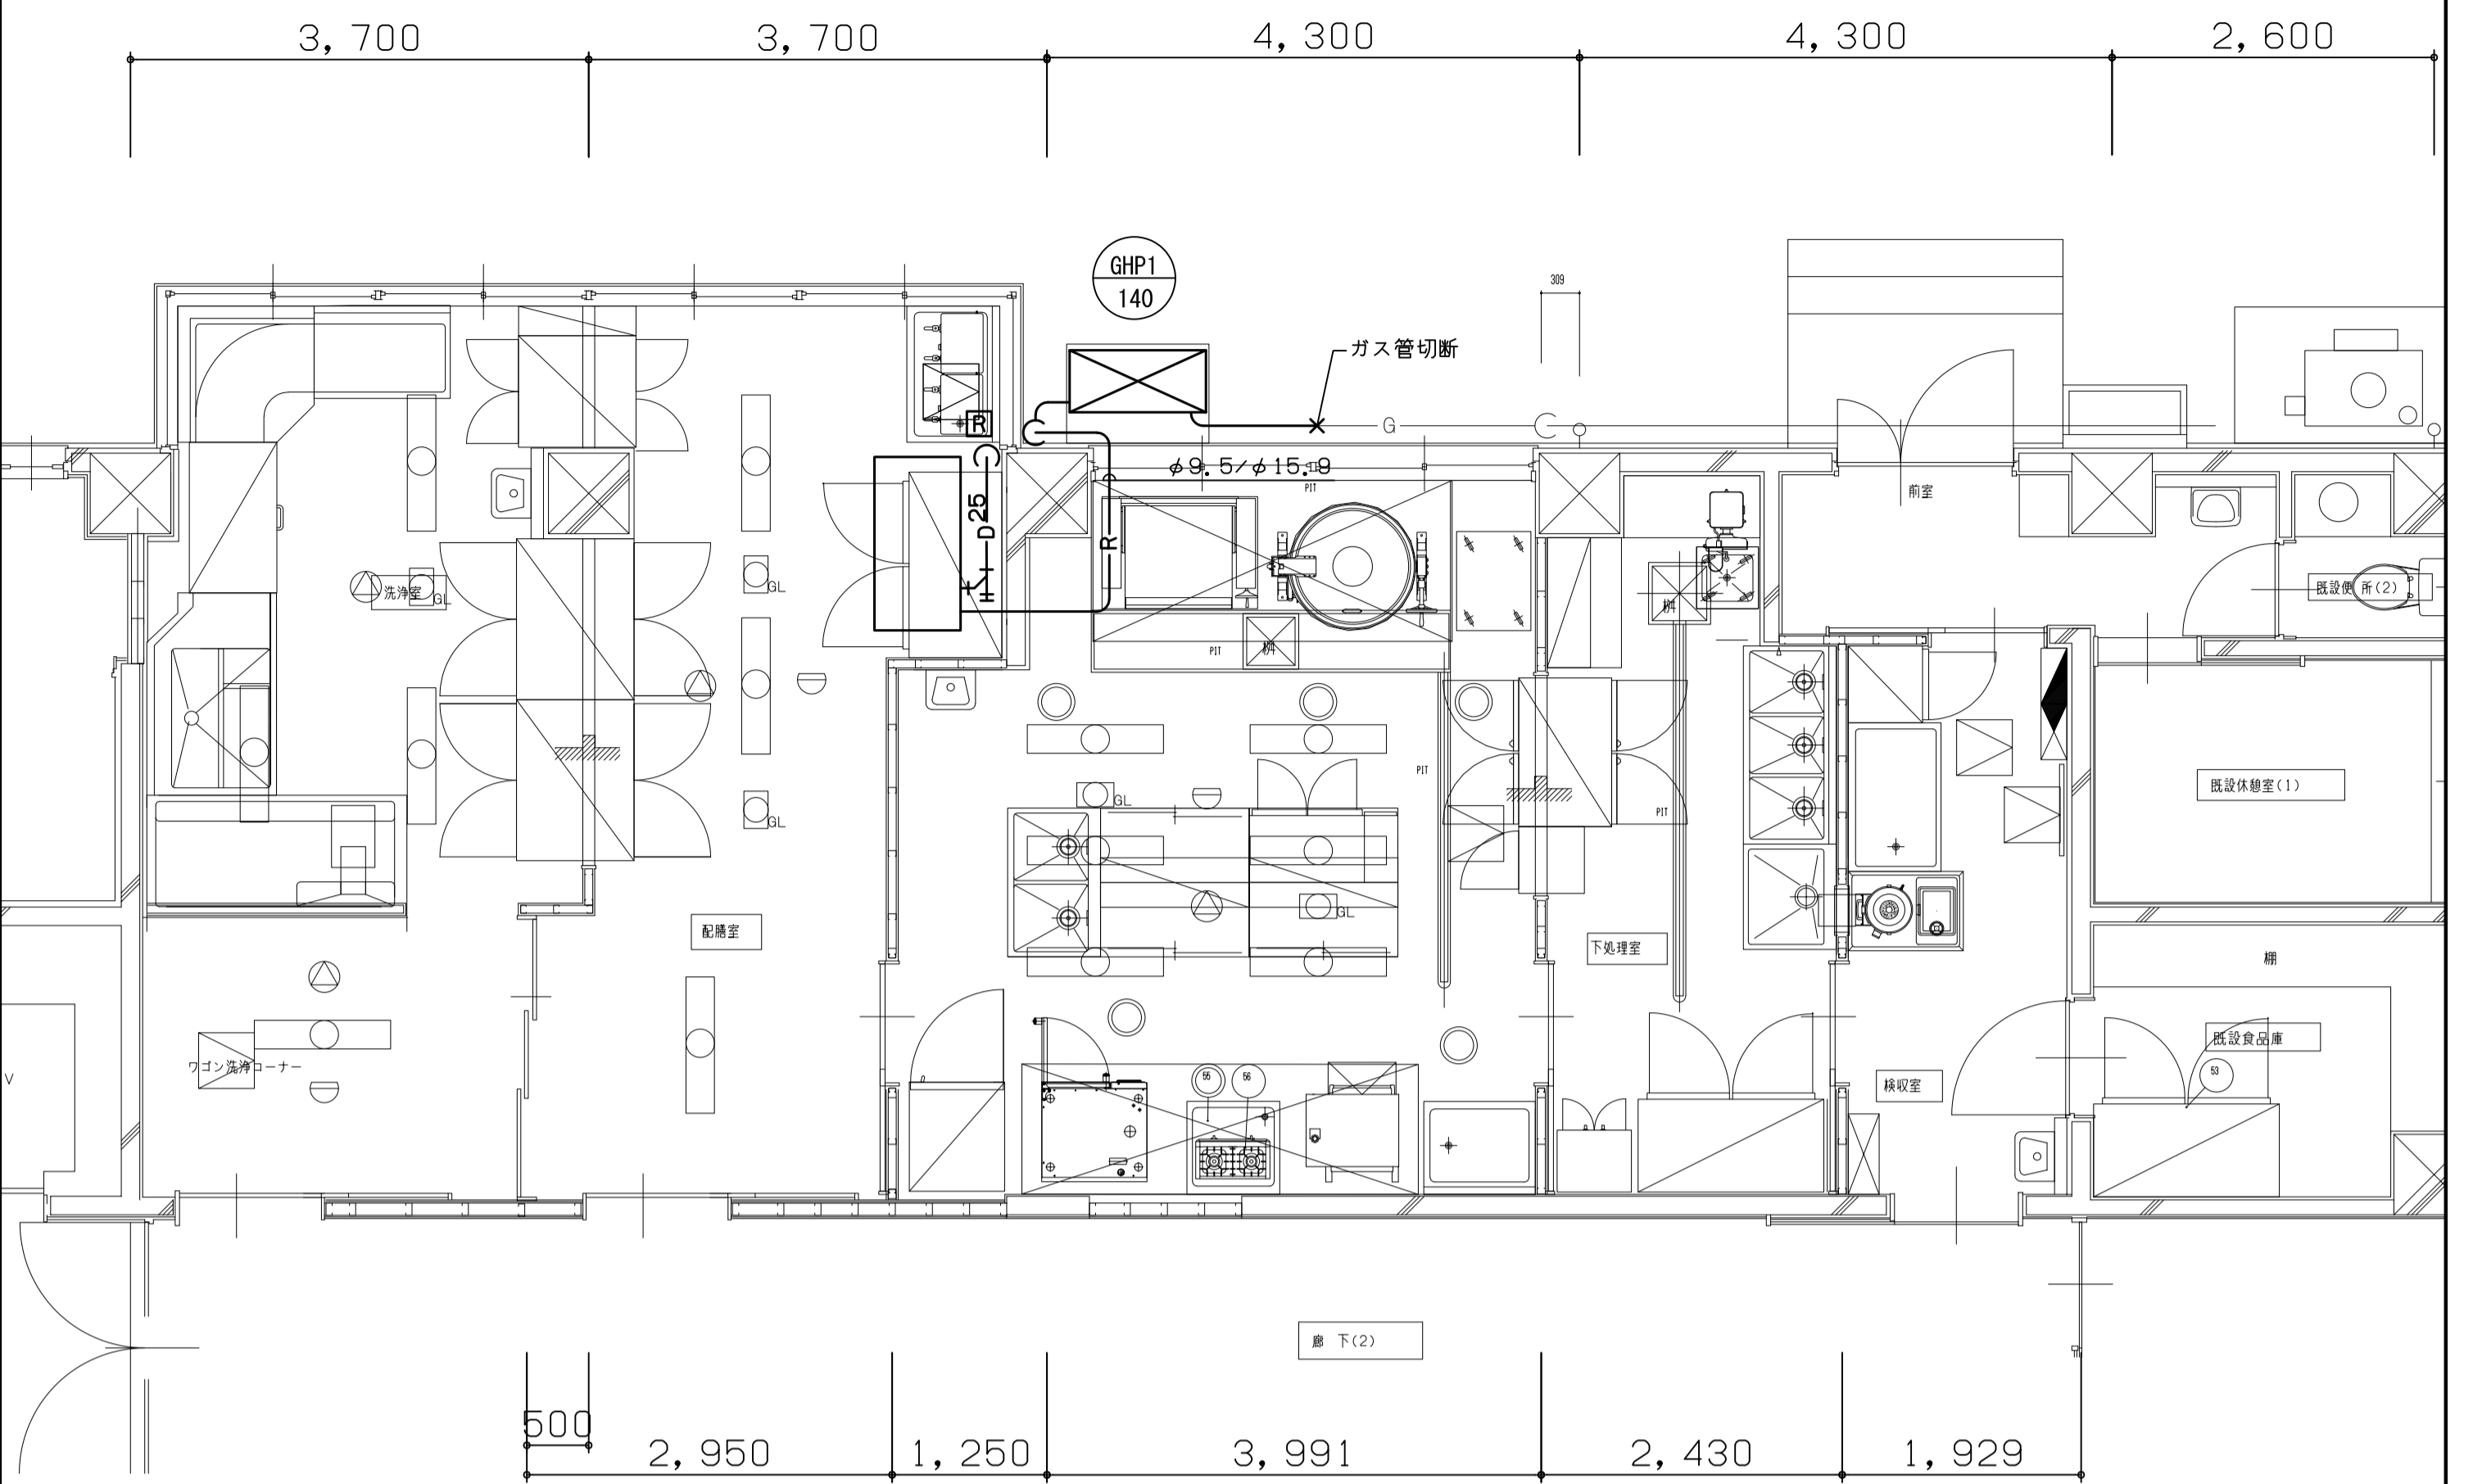 3,700
3,700
4,300
4,300
2,600
GHP1
140
309
ガス管切断
R
G
φ9.5/φ15.9
PIT
前室
25
D
R
GL
洗浄室
GL
桝
既設便所(2)
桝
PIT
PIT
既設休憩室(1)
GL
GL
PIT
GL
配膳室
下処理室
棚
ワゴン洗浄コーナー
V
55
56
検収室
既設食品庫
53
廊 下(2)
500
2,950
1,250
3,991
2,430
1,929